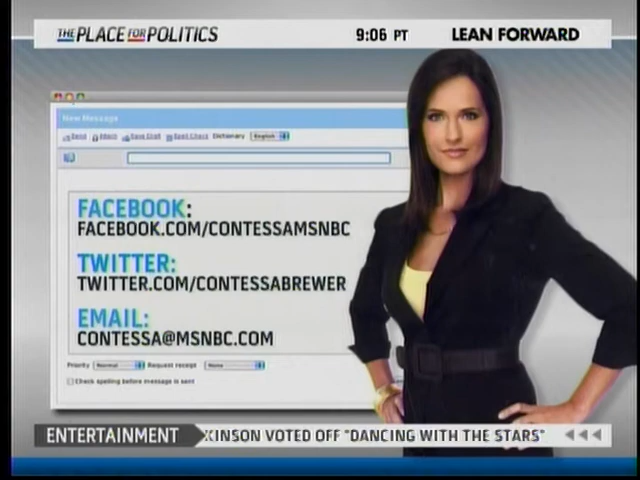 THE PLACE FOR POLITICS
9:06 PT
LEAN FORWARD
New Message
Send Attach Save Draft Spell Check Dictionary English
FACEBOOK:
FACEBOOK.COM/CONTESSAMSNBC
TWITTER:
TWITTER.COM/CONTESSABREWER
EMAIL:
CONTESSA@MSNBC.COM
Priority Normal Request receipt None
Check spelling before message is sent
ENTERTAINMENT
KINSON VOTED OFF "DANCING WITH THE STARS"